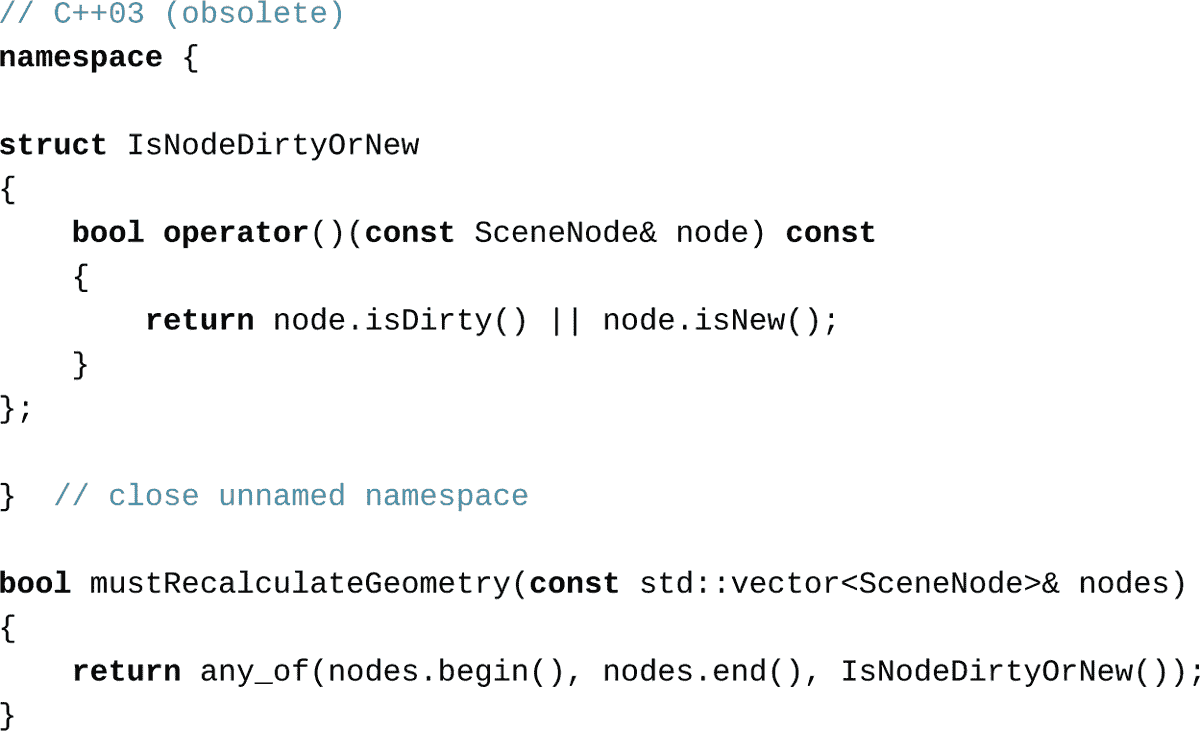 // C++03 (obsolete)
namespace {
struct IsNodeDirtyOrNew
{
    bool operator()(const SceneNode& node) const
    {
        return node.isDirty() || node.isNew();
    }
};
}  // close unnamed namespace
bool mustRecalculateGeometry(const std::vector<SceneNode>& nodes)
{
    return any_of(nodes.begin(), nodes.end(), IsNodeDirtyOrNew());
}